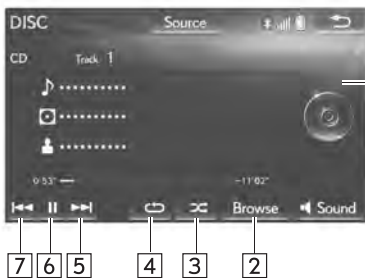 DISC Source
CD Track 1
0'53" -11'02"
Browse Sound
7 6 5 4 3 2